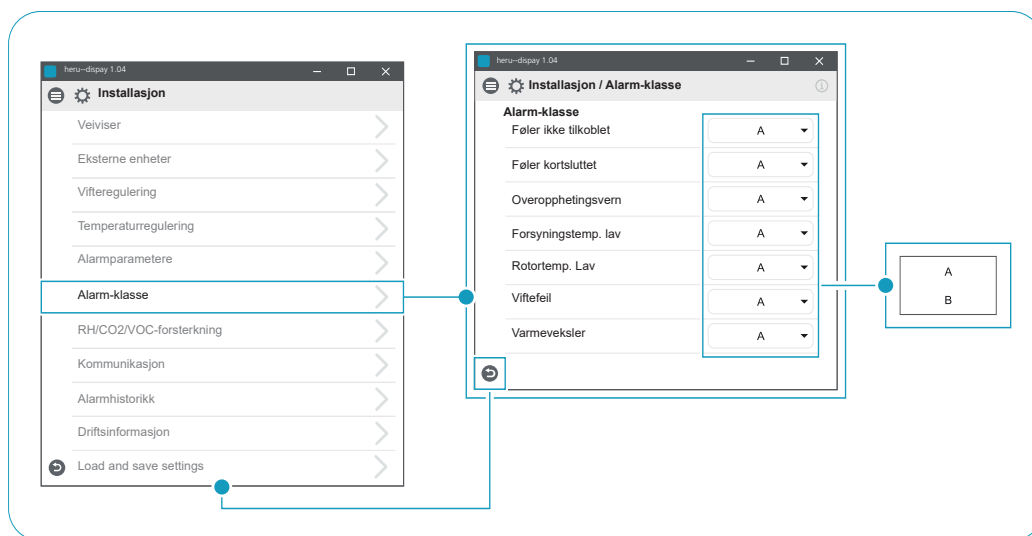 heru--dispay 1.04
Installasjon
Veiviser
Eksterne enheter
Vifteregulering
Temperaturregulering
Alarmparametere
Alarm-klasse
RH/CO2/VOC-forsterkning
Kommunikasjon
Alarmhistorikk
Driftsinformasjon
Load and save settings
heru--dispay 1.04
Installasjon / Alarm-klasse
Alarm-klasse
Føler ikke tilkoblet A
Føler kortsluttet A
Overopphetingsvern A
Forsyningstemp. lav A
Rotortemp. Lav A
Viftefeil A
Varmeveksler A
A
B